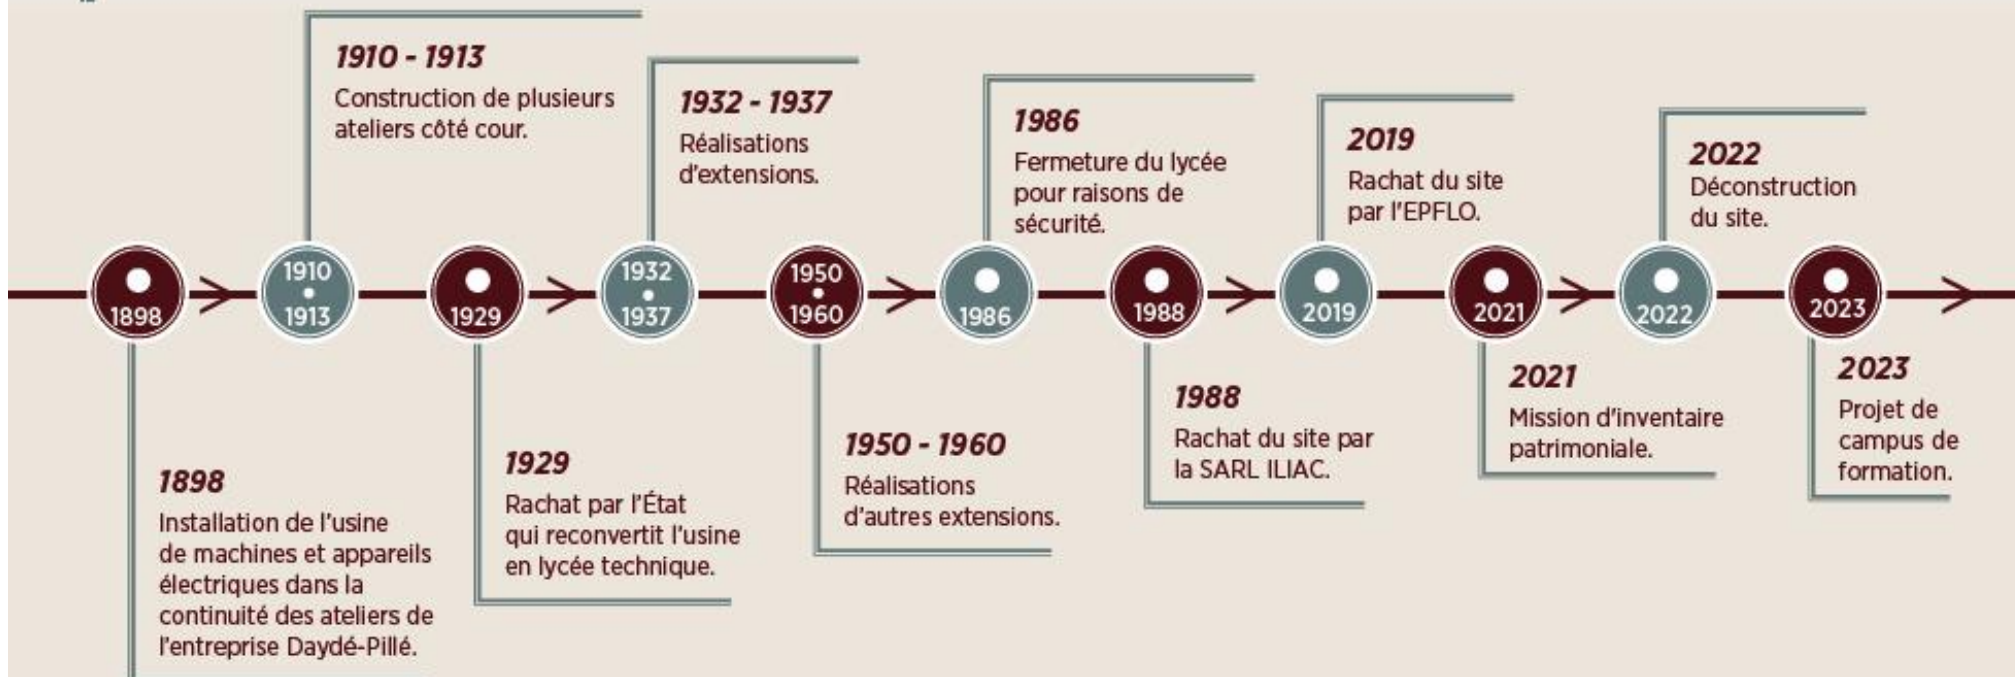 1910 - 1913
Construction de plusieurs
ateliers côté cour.
1932 - 1937
Réalisations
d'extensions.
1986
Fermeture du lycée
pour raisons de
sécurité.
2019
Rachat du site
par l'EPFLO.
2022
Déconstruction
du site.
1898
1910
1913
1929
1932
1937
1950
1960
1986
1988
2019
2021
2022
2023
1898
Installation de l'usine
de machines et appareils
électriques dans la
continuité des ateliers de
l'entreprise Daydé-Pillé.
1929
Rachat par l'État
qui reconvertit l'usine
en lycée technique.
1950 - 1960
Réalisations
d'autres extensions.
1988
Rachat du site par
la SARL ILIAC.
2021
Mission d'inventaire
patrimoniale.
2023
Projet de
campus de
formation.